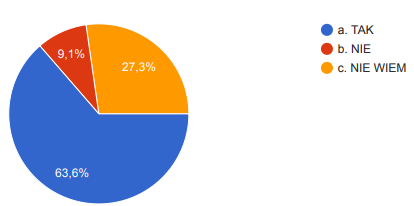 9,1%
27,3%
63,6%
a. TAK
b. NIE
c. NIE WIEM